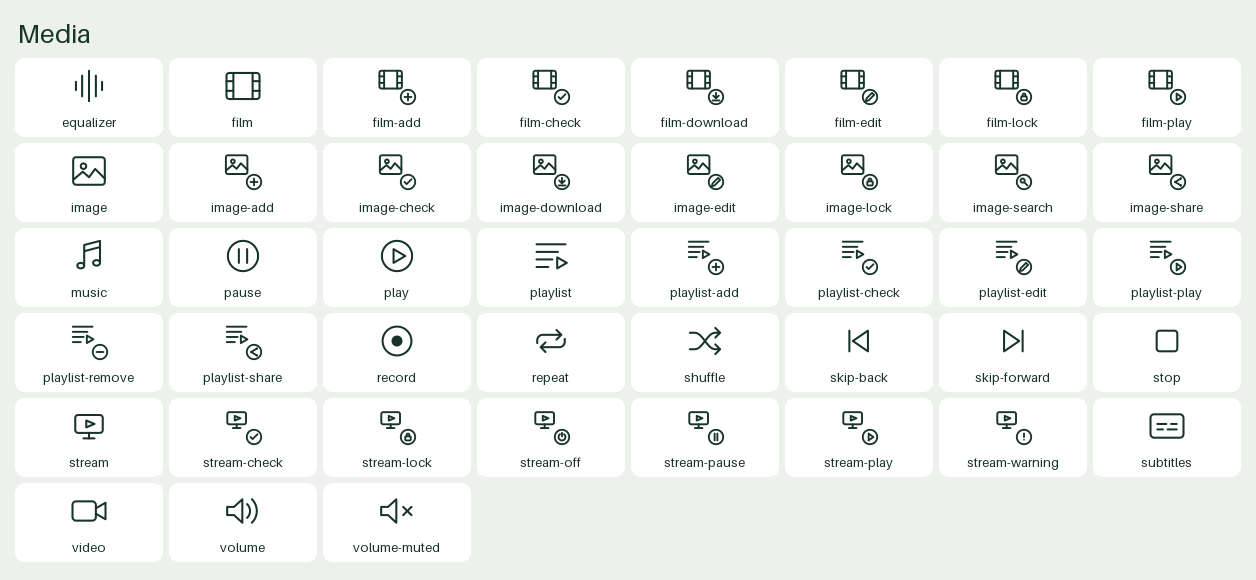 Media
equalizer
film
film-add
film-check
film-download
film-edit
film-lock
film-play
image
image-add
image-check
image-download
image-edit
image-lock
image-search
image-share
music
pause
play
playlist
playlist-add
playlist-check
playlist-edit
playlist-play
playlist-remove
playlist-share
record
repeat
shuffle
skip-back
skip-forward
stop
stream
stream-check
stream-lock
stream-off
stream-pause
stream-play
stream-warning
subtitles
video
volume
volume-muted